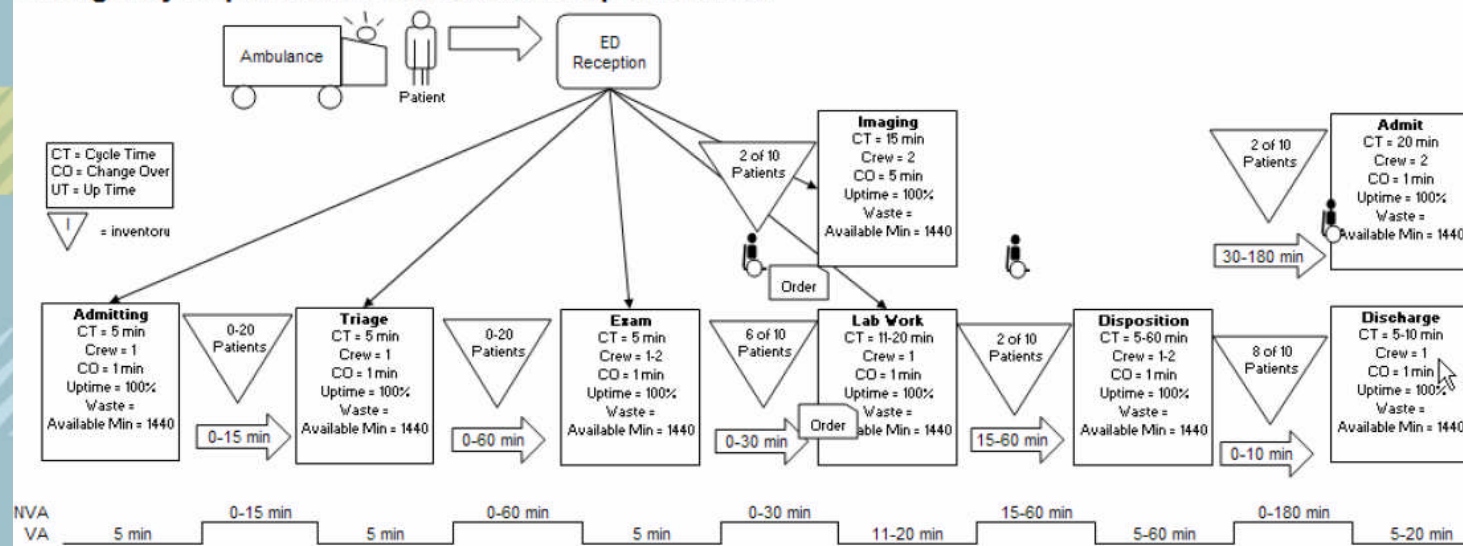 Ambulance
Patient
ED
Reception
CT = Cycle Time
CO = Change Over
UT = Up Time
I
= inventory
2 of 10
Patients
Imaging
CT = 15 min
Crew = 2
CO = 5 min
Uptime = 100%
Waste =
Available Min = 1440
2 of 10
Patients
30-180 min
Admit
CT = 20 min
Crew = 2
CO = 1 min
Uptime = 100%
Waste =
Available Min = 1440
Order
Admitting
CT = 5 min
Crew = 1
CO = 1 min
Uptime = 100%
Waste =
Available Min = 1440
0-20
Patients
0-15 min
Triage
CT = 5 min
Crew = 1
CO = 1 min
Uptime = 100%
Waste =
Available Min = 1440
0-20
Patients
0-60 min
Exam
CT = 5 min
Crew = 1-2
CO = 1 min
Uptime = 100%
Waste =
Available Min = 1440
6 of 10
Patients
0-30 min
Lab Work
CT = 11-20 min
Crew = 1
CO = 1 min
Uptime = 100%
Waste =
Order
able Min = 1440
2 of 10
Patients
15-60 min
Disposition
CT = 5-60 min
Crew = 1-2
CO = 1 min
Uptime = 100%
Waste =
Available Min = 1440
8 of 10
Patients
0-10 min
Discharge
CT = 5-10 min
Crew = 1
CO = 1 min
Uptime = 100%
Waste =
Available Min = 1440
NVA 0-15 min 0-60 min 0-30 min 15-60 min 0-180 min
VA 5 min 5 min 5 min 11-20 min 5-60 min 5-20 min